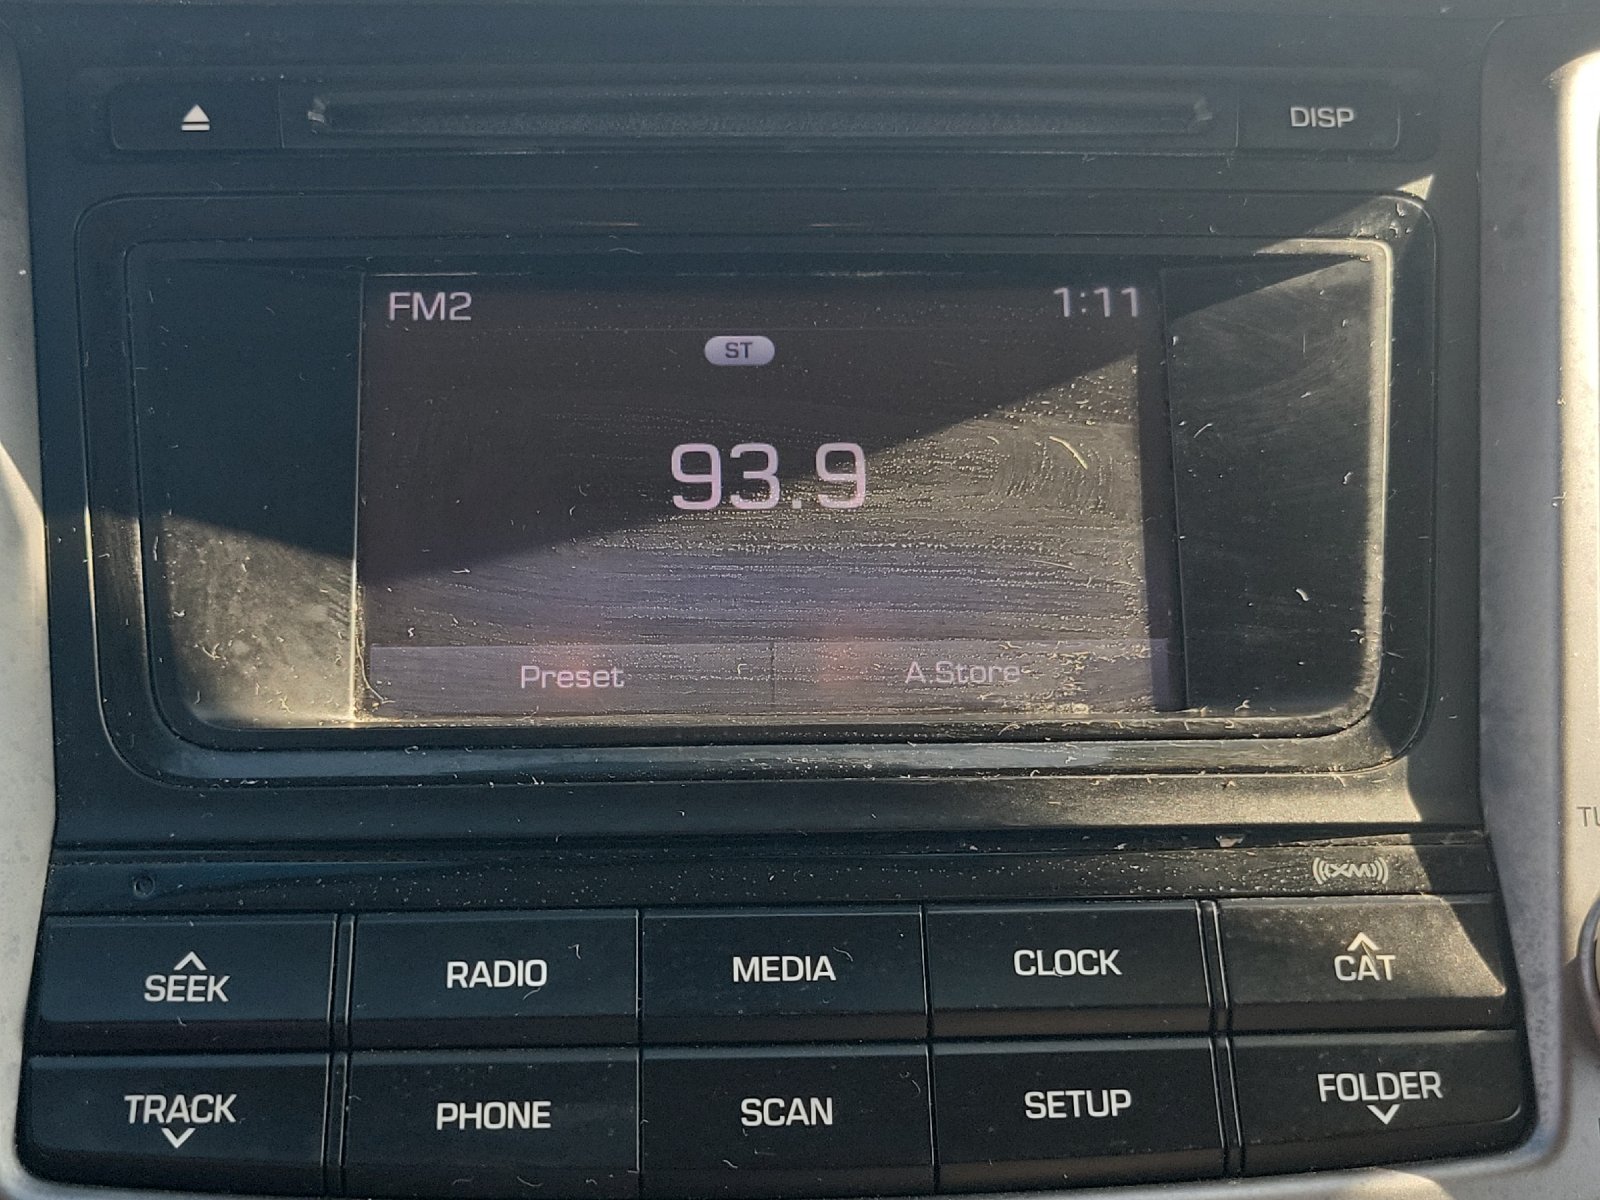 DISP
FM2 1:11
ST
93.9
Preset A.Store
XM
SEEK RADIO MEDIA CLOCK CAT
TRACK PHONE SCAN SETUP FOLDER